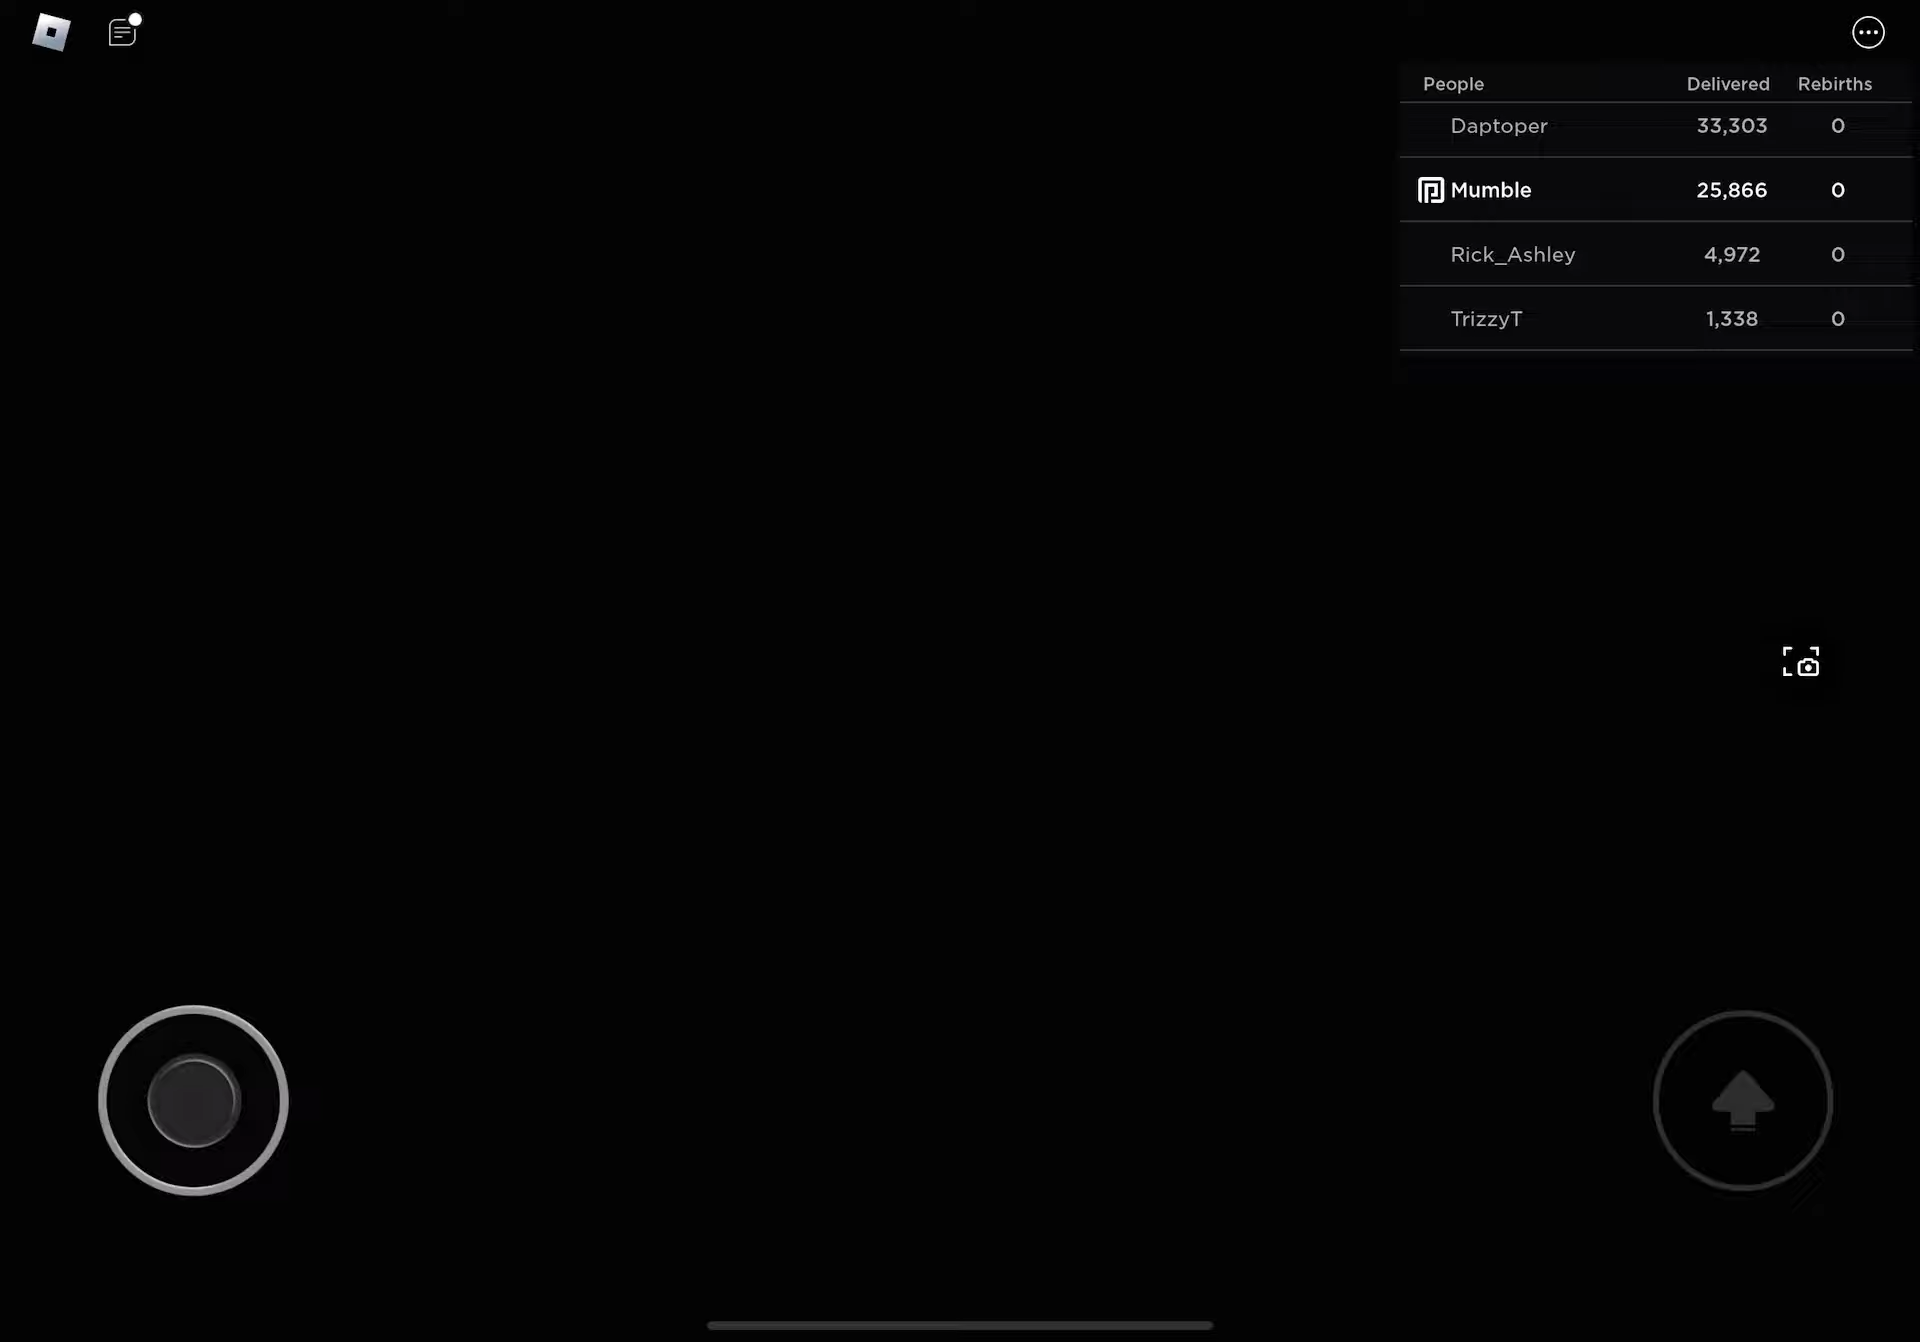 People Delivered Rebirths
Daptoper 33,303 0
Mumble 25,866 0
Rick_Ashley 4,972 0
TrizzyT 1,338 0